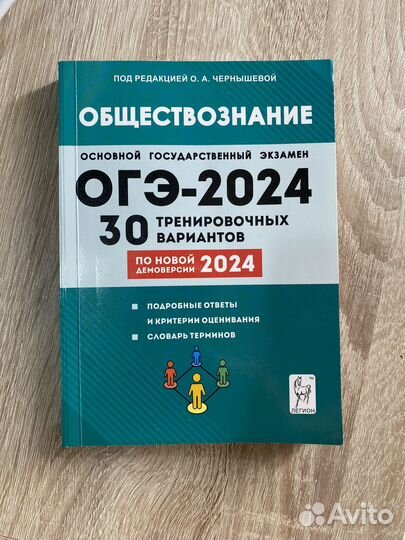 ПОД РЕДАКЦИЕЙ О. А. ЧЕРНЫШЕВОЙ
ОБЩЕСТВОЗНАНИЕ
ОСНОВНОЙ ГОСУДАРСТВЕННЫЙ ЭКЗАМЕН
ОГЭ-2024
30 ТРЕНИРОВОЧНЫХ
ВАРИАНТОВ
ПО НОВОЙ
ДЕМОВЕРСИИ 2024
ПОДРОБНЫЕ ОТВЕТЫ
И КРИТЕРИИ ОЦЕНИВАНИЯ
СЛОВАРЬ ТЕРМИНОВ
ЛЕГИОН
TM
Avito